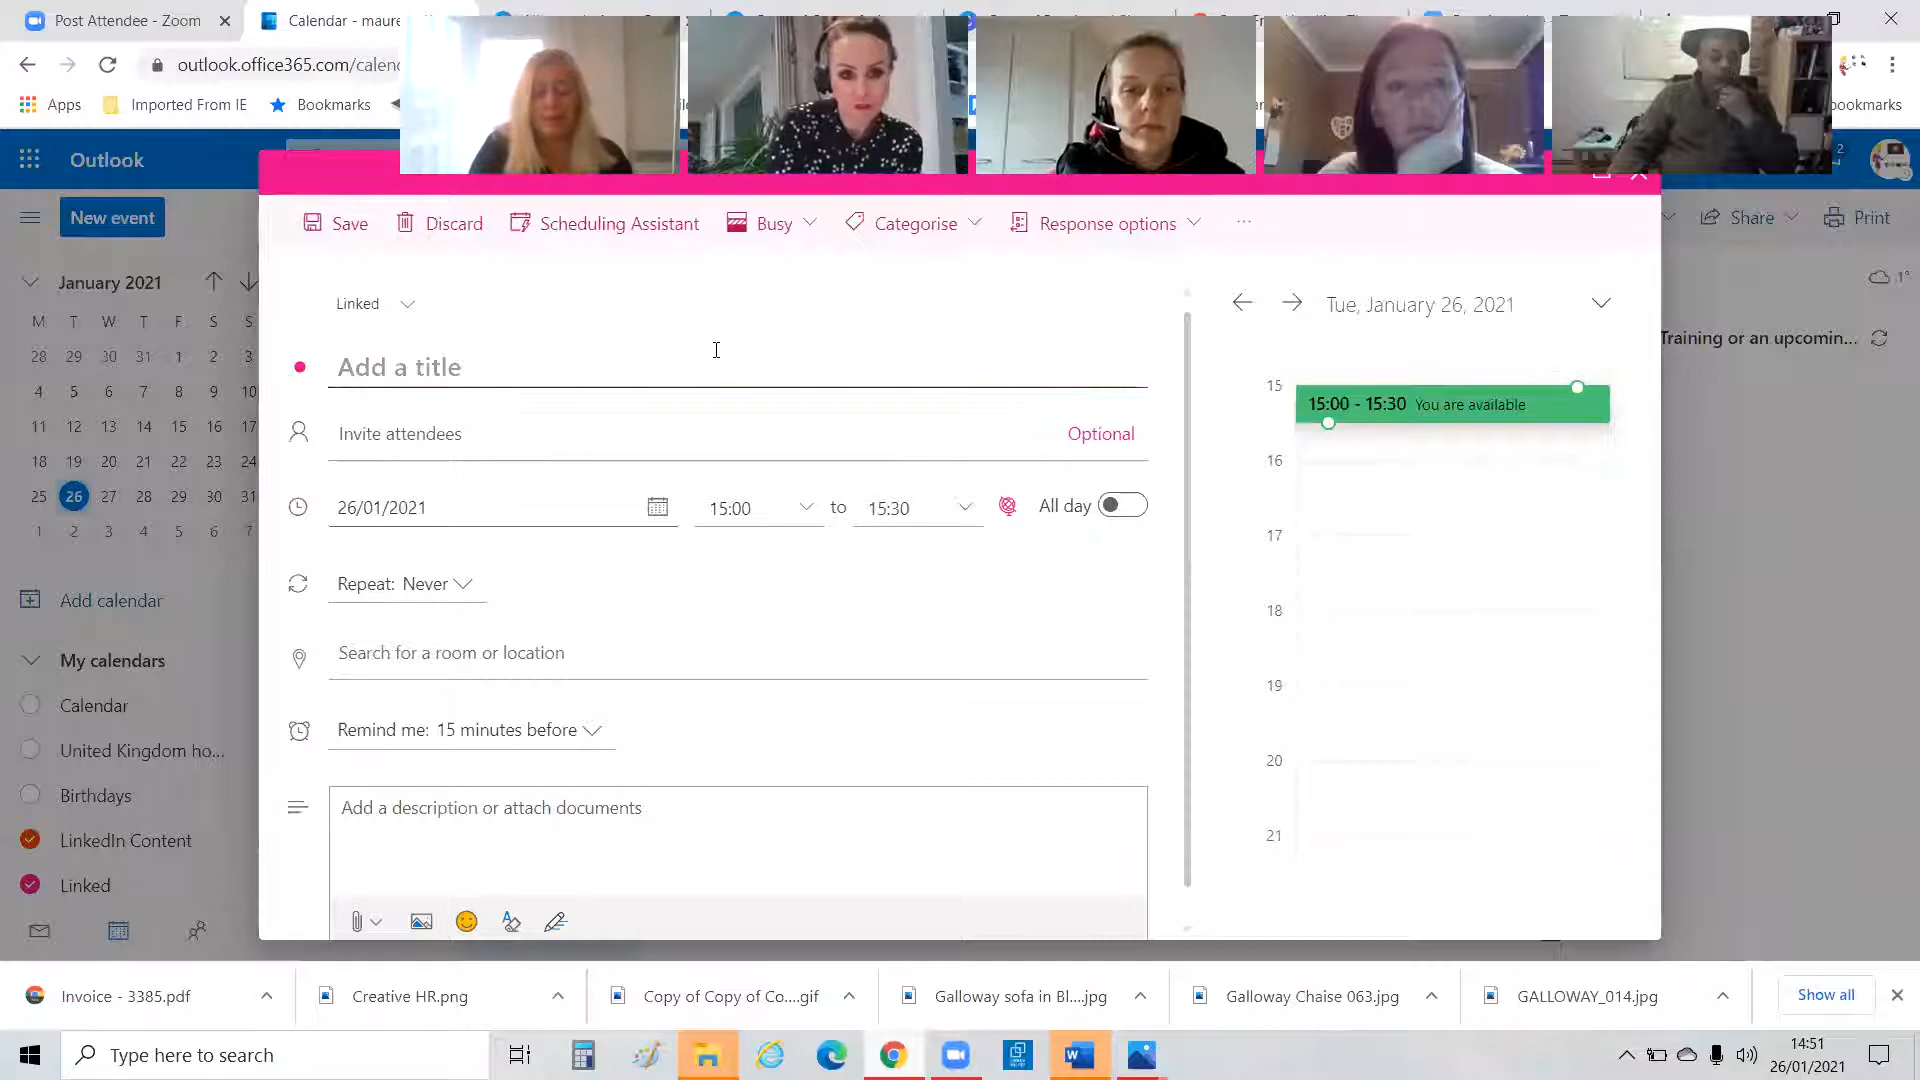 Post Attendee - Zoom
Calendar - maure
outlook.office365.com/calend
Apps
Imported From IE
Bookmarks
bookmarks
Outlook
2
New event
Share
Print
Save
Discard
Scheduling Assistant
Busy
Categorise
Response options
January 2021
M T W T F S S
28 29 30 31 1 2 3
4 5 6 7 8 9 10
11 12 13 14 15 16 17
18 19 20 21 22 23 24
25 26 27 28 29 30 31
1 2 3 4 5 6 7
Linked
Tue, January 26, 2021
1°
Training or an upcomin...
Add a title
15
15:00 - 15:30 You are available
Invite attendees
Optional
16
26/01/2021
15:00 to 15:30
All day
17
Repeat: Never
Add calendar
18
Search for a room or location
My calendars
19
Calendar
Remind me: 15 minutes before
United Kingdom ho...
20
Birthdays
Add a description or attach documents
LinkedIn Content
21
Linked
Invoice - 3385.pdf
Creative HR.png
Copy of Copy of Co....gif
Galloway sofa in Bl....jpg
Galloway Chaise 063.jpg
GALLOWAY_014.jpg
Show all
Type here to search
14:51
26/01/2021